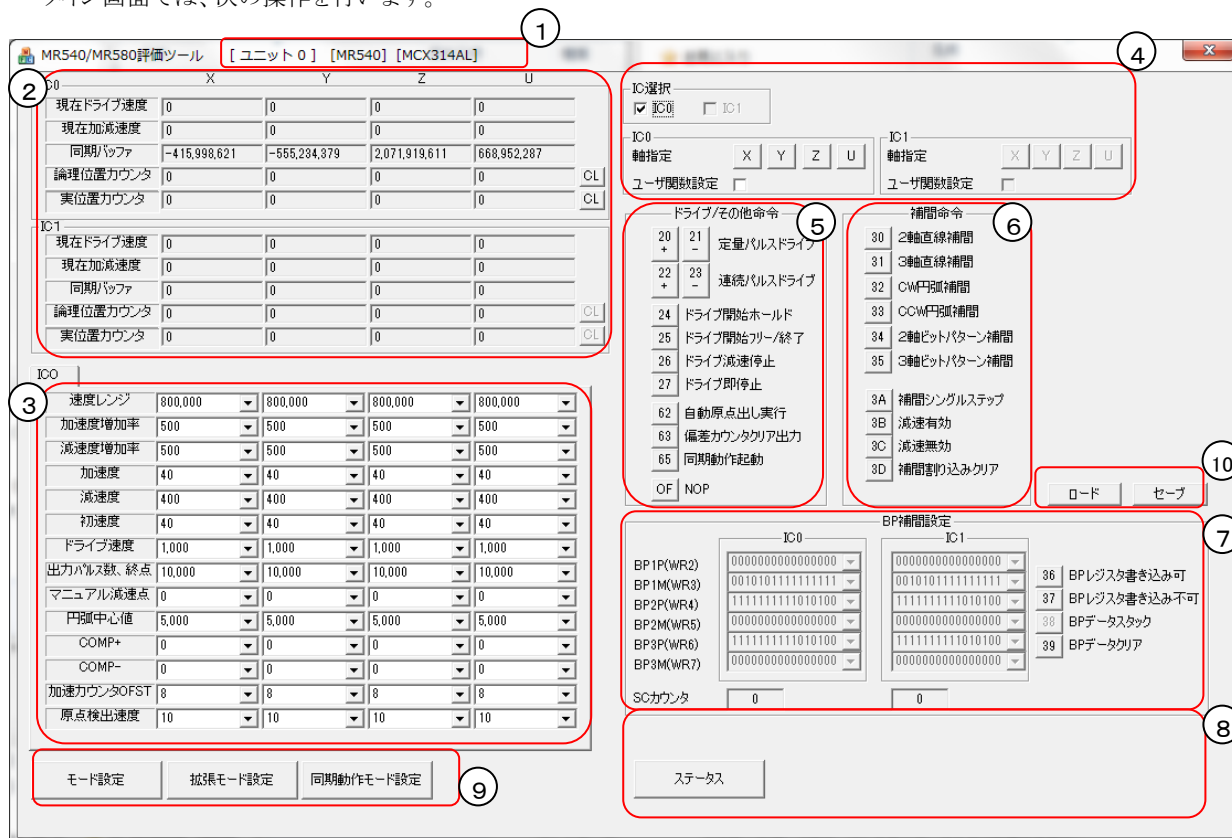 メイン画面では、次の操作を行います。
①
MR540/MR580評価ツール [ ユニット 0 ] [MR540] [MCX314AL]
②
IC0
X Y Z U
現在ドライブ速度 0 0 0 0
現在加減速度 0 0 0 0
同期バッファ -415,998,621 -555,234,379 2,071,919,611 668,952,287
論理位置カウンタ 0 0 0 0 CL
実位置カウンタ 0 0 0 0 CL
IC1
現在ドライブ速度 0 0 0 0
現在加減速度 0 0 0 0
同期バッファ 0 0 0 0
論理位置カウンタ 0 0 0 0 CL
実位置カウンタ 0 0 0 0 CL
IC0
③
速度レンジ 800,000 800,000 800,000 800,000
加速度増加率 500 500 500 500
減速度増加率 500 500 500 500
加速度 40 40 40 40
減速度 400 400 400 400
初速度 40 40 40 40
ドライブ速度 1,000 1,000 1,000 1,000
出力パルス数、終点 10,000 10,000 10,000 10,000
マニュアル減速点 0 0 0 0
円弧中心値 5,000 5,000 5,000 5,000
COMP+ 0 0 0 0
COMP- 0 0 0 0
加速カウンタOFST 8 8 8 8
原点検出速度 10 10 10 10
モード設定 拡張モード設定 同期動作モード設定
⑨
④
IC選択
IC0 IC1
IC0
軸指定 X Y Z U
ユーザ関数設定
IC1
軸指定 X Y Z U
ユーザ関数設定
ドライブ/その他命令
⑤
20 + 21 - 定量パルスドライブ
22 + 23 - 連続パルスドライブ
24 ドライブ開始ホールド
25 ドライブ開始フリー/終了
26 ドライブ減速停止
27 ドライブ即停止
62 自動原点出し実行
63 偏差カウンタクリア出力
65 同期動作起動
0F NOP
補間命令
⑥
30 2軸直線補間
31 3軸直線補間
32 CW円弧補間
33 CCW円弧補間
34 2軸ビットパターン補間
35 3軸ビットパターン補間
3A 補間シングルステップ
3B 減速有効
3C 減速無効
3D 補間割り込みクリア
⑩
ロード セーブ
BP補間設定
⑦
IC0 IC1
BP1P(WR2) 0000000000000000 0000000000000000
BP1M(WR3) 0010101111111111 0010101111111111
BP2P(WR4) 1111111111010100 1111111111010100
BP2M(WR5) 0000000000000000 0000000000000000
BP3P(WR6) 1111111111010100 1111111111010100
BP3M(WR7) 0000000000000000 0000000000000000
36 BPレジスタ書き込み可
37 BPレジスタ書き込み不可
38 BPデータスタック
39 BPデータクリア
SCカウンタ 0 0
⑧
ステータス